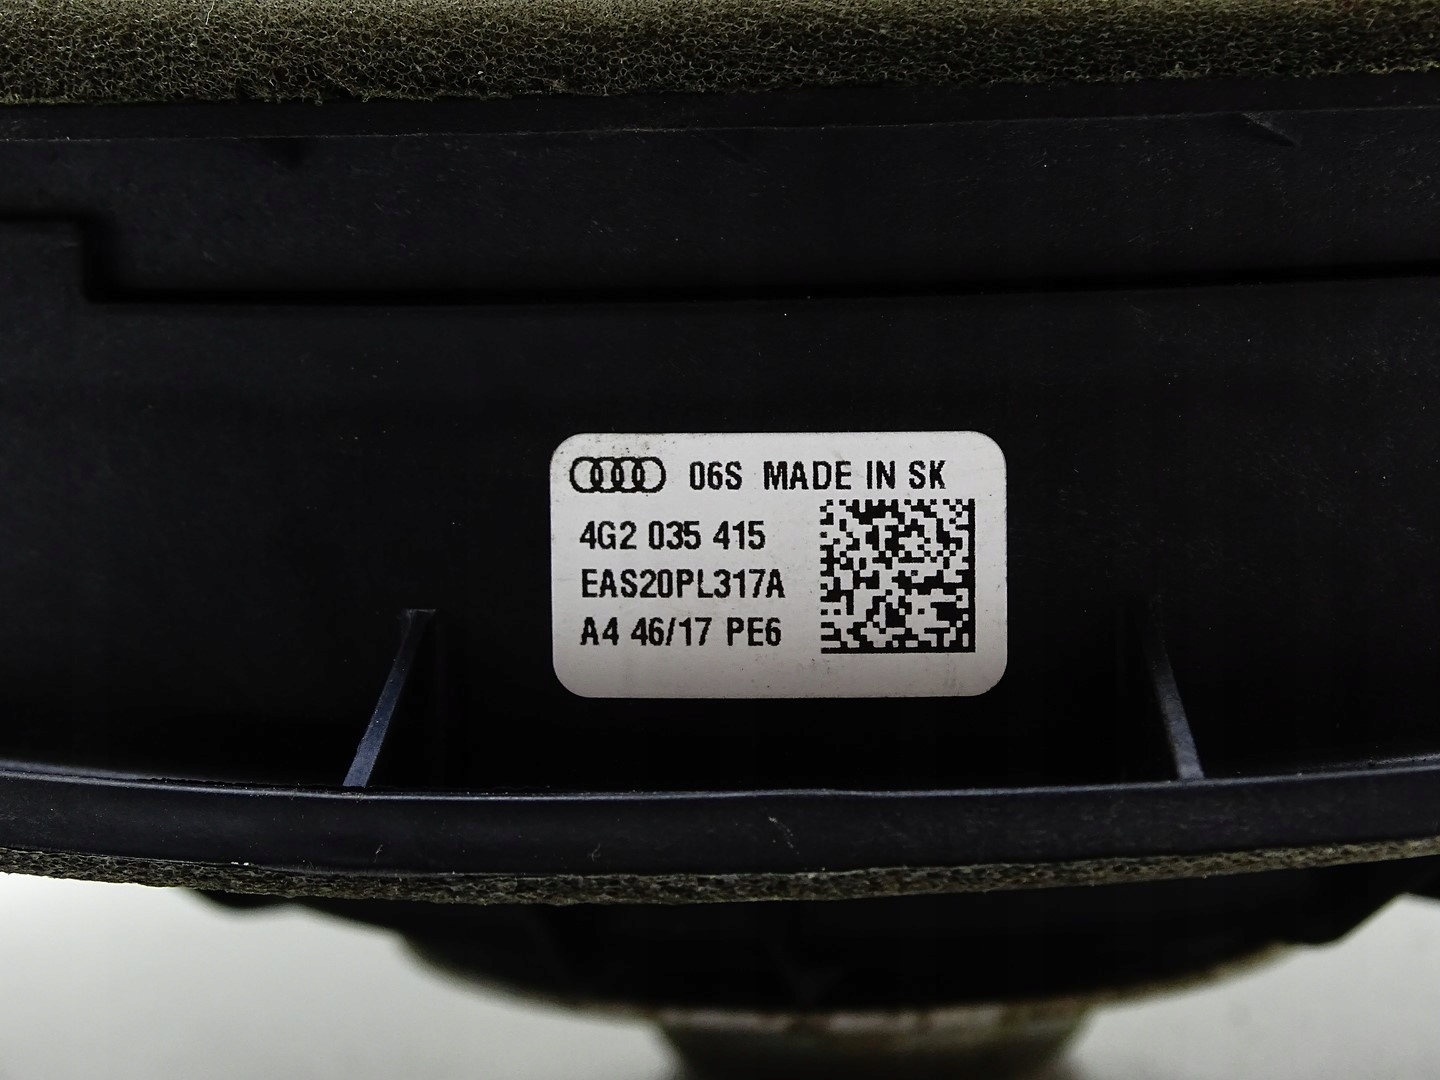 06S MADE IN SK
4G2 035 415
EAS20PL317A
A4 46/17 PE6